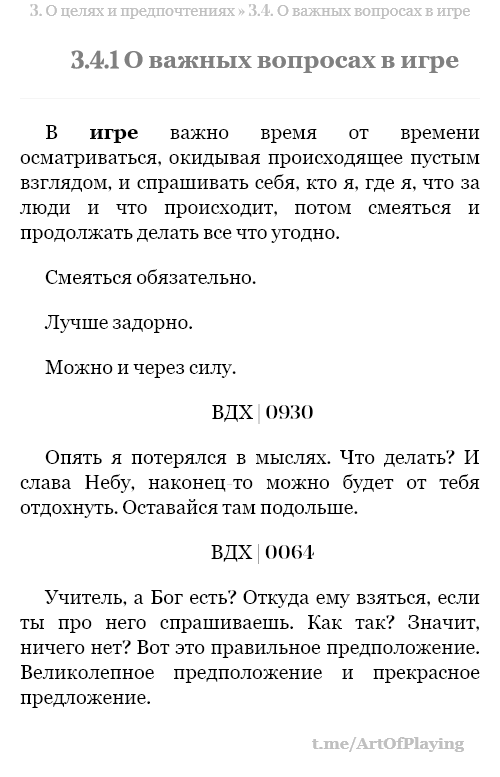 3. О целях и предпочтениях » 3.4. О важных вопросах в игре
3.4.1 О важных вопросах в игре
В игре важно время от времени
осматриваться, окидывая происходящее пустым
взглядом, и спрашивать себя, кто я, где я, что за
люди и что происходит, потом смеяться и
продолжать делать все что угодно.
Смеяться обязательно.
Лучше задорно.
Можно и через силу.
ВДХ | 0930
Опять я потерялся в мыслях. Что делать? И
слава Небу, наконец-то можно будет от тебя
отдохнуть. Оставайся там подольше.
ВДХ | 0064
Учитель, а Бог есть? Откуда ему взяться, если
ты про него спрашиваешь. Как так? Значит,
ничего нет? Вот это правильное предположение.
Великолепное предположение и прекрасное
предложение.
t.me/ArtOfPlaying